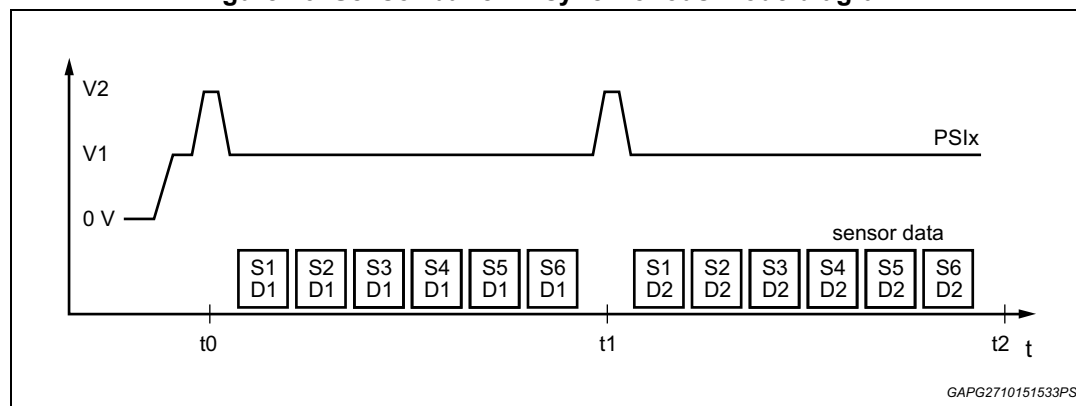 V2
V1
PSIx
0 V
sensor data
S1 S2 S3 S4 S5 S6 S1 S2 S3 S4 S5 S6
D1 D1 D1 D1 D1 D1 D2 D2 D2 D2 D2 D2
t0 t1 t2 t
GAPG2710151533PS